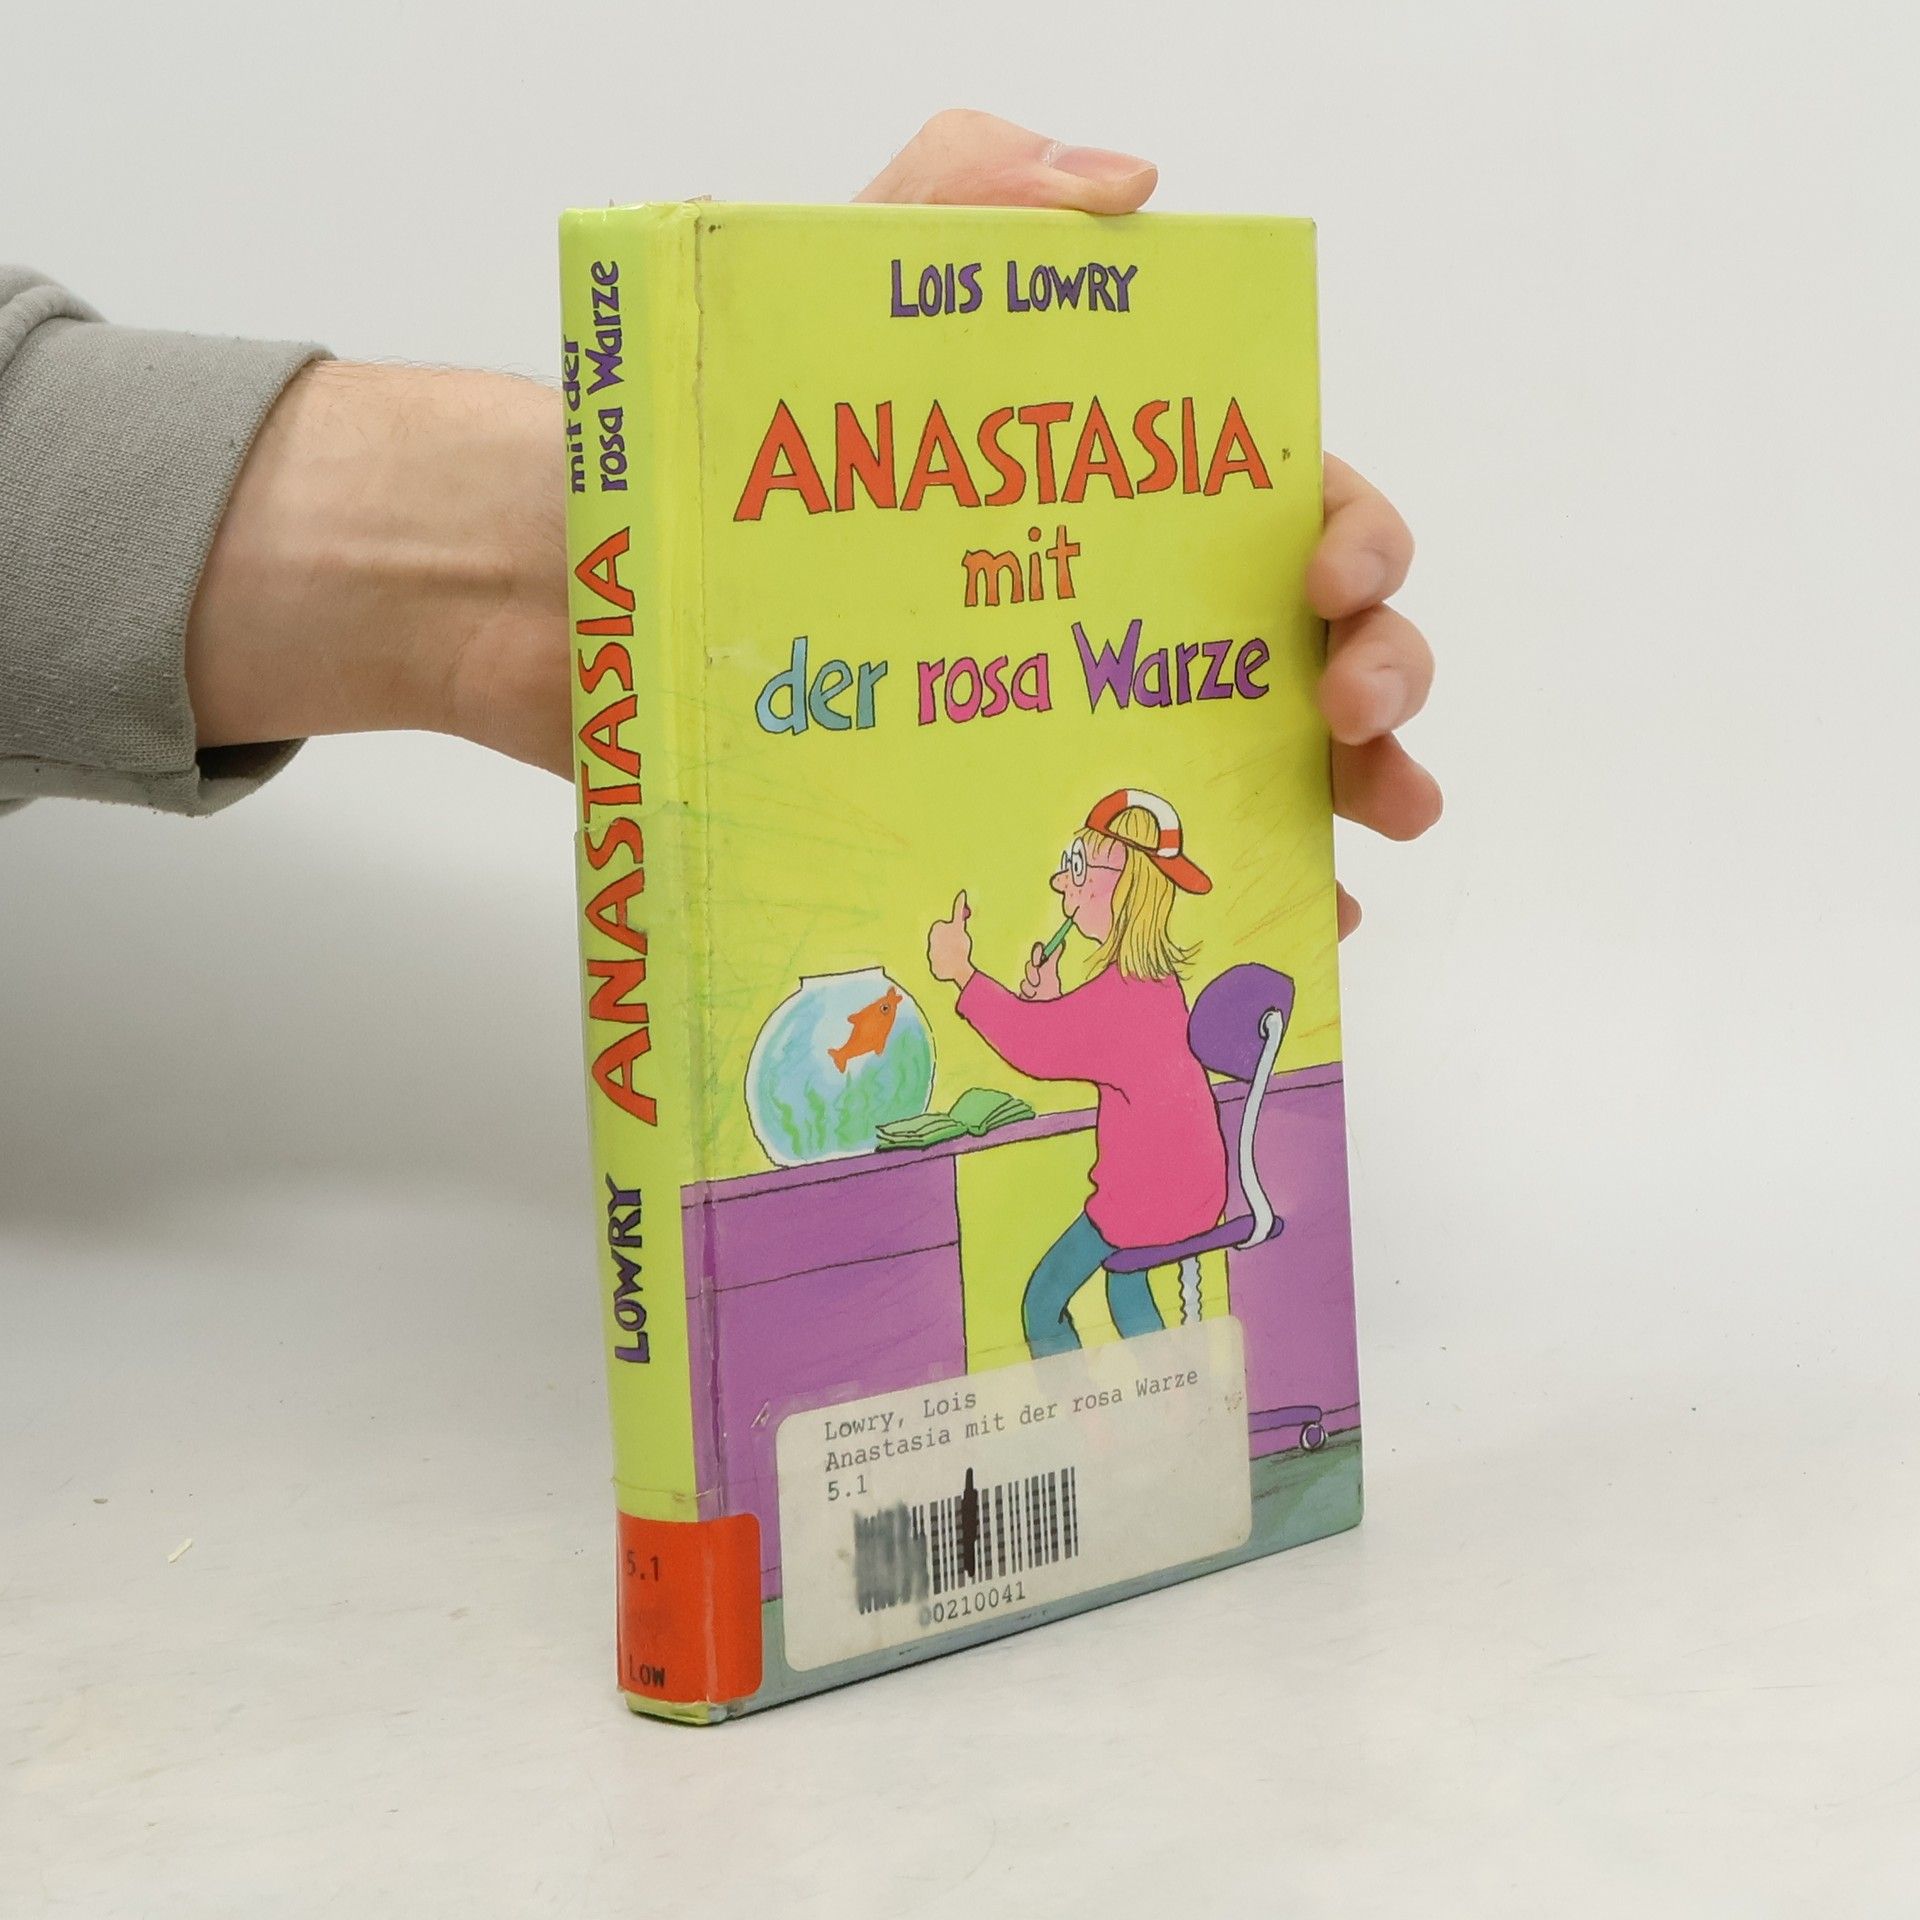 mit der
rosa Warze
ANASTASIA
LOWRY
5.1
LOW
LOIS LOWRY
ANASTASIA
mit
der rosa Warze
Lowry, Lois
Anastasia mit der rosa Warze
5.1
00210041